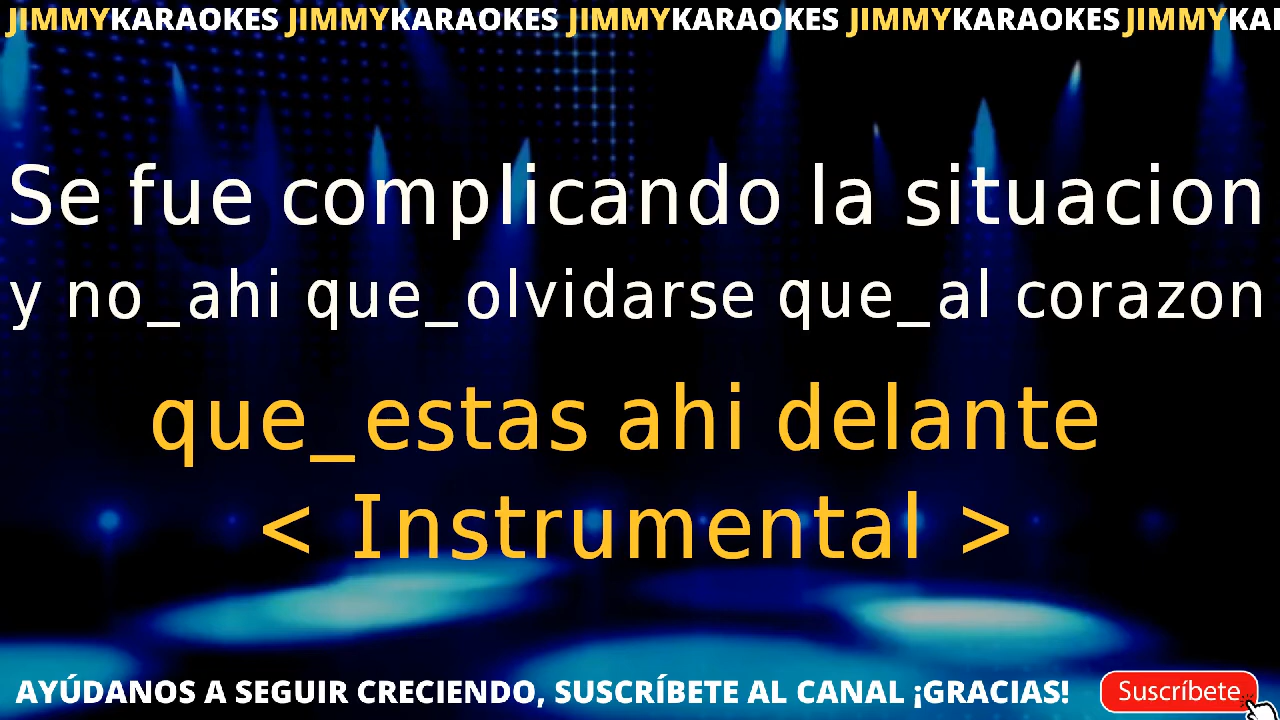 JIMMYKARAOKES JIMMYKARAOKES JIMMYKARAOKES JIMMYKARAOKES JIMMYKA
Se fue complicando la situacion
y no_ahi que_olvidarse que_al corazon
que_estas ahi delante
< Instrumental >
AYÚDANOS A SEGUIR CRECIENDO, SUSCRÍBETE AL CANAL ¡GRACIAS!
Suscríbete